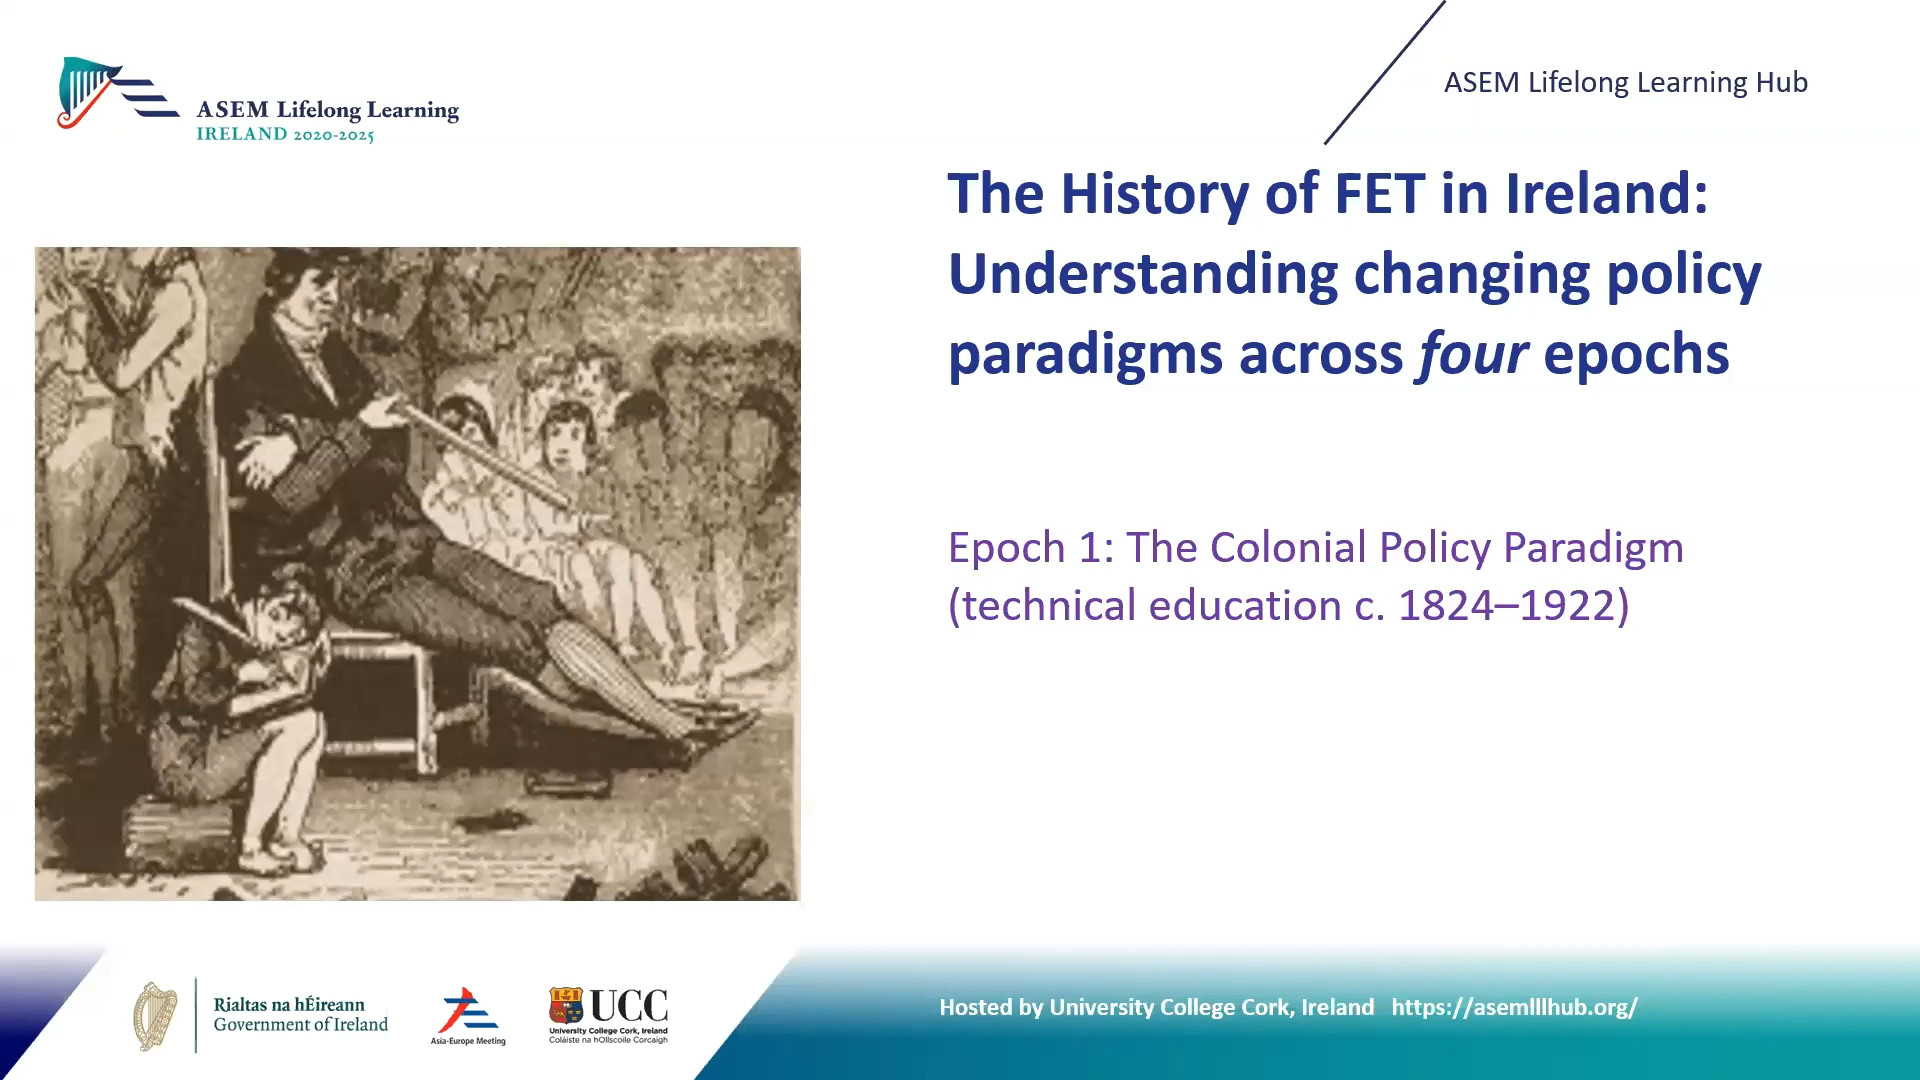 ASEM Lifelong Learning
IRELAND 2020-2025
ASEM Lifelong Learning Hub
The History of FET in Ireland:
Understanding changing policy
paradigms across four epochs
Epoch 1: The Colonial Policy Paradigm
(technical education c. 1824–1922)
Rialtas na hÉireann
Government of Ireland
Asia-Europe Meeting
UCC
University College Cork, Ireland
Coláiste na hOllscoile Corcaigh
Hosted by University College Cork, Ireland https://asemlllhub.org/